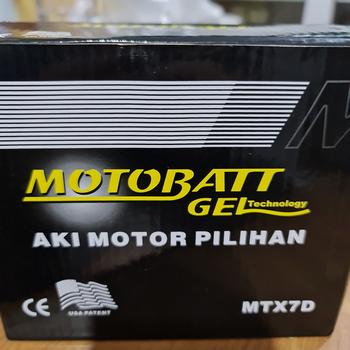 MOTOBATT
GEL Technology
AKI MOTOR PILIHAN
CE
USA PATENT
MTX7D